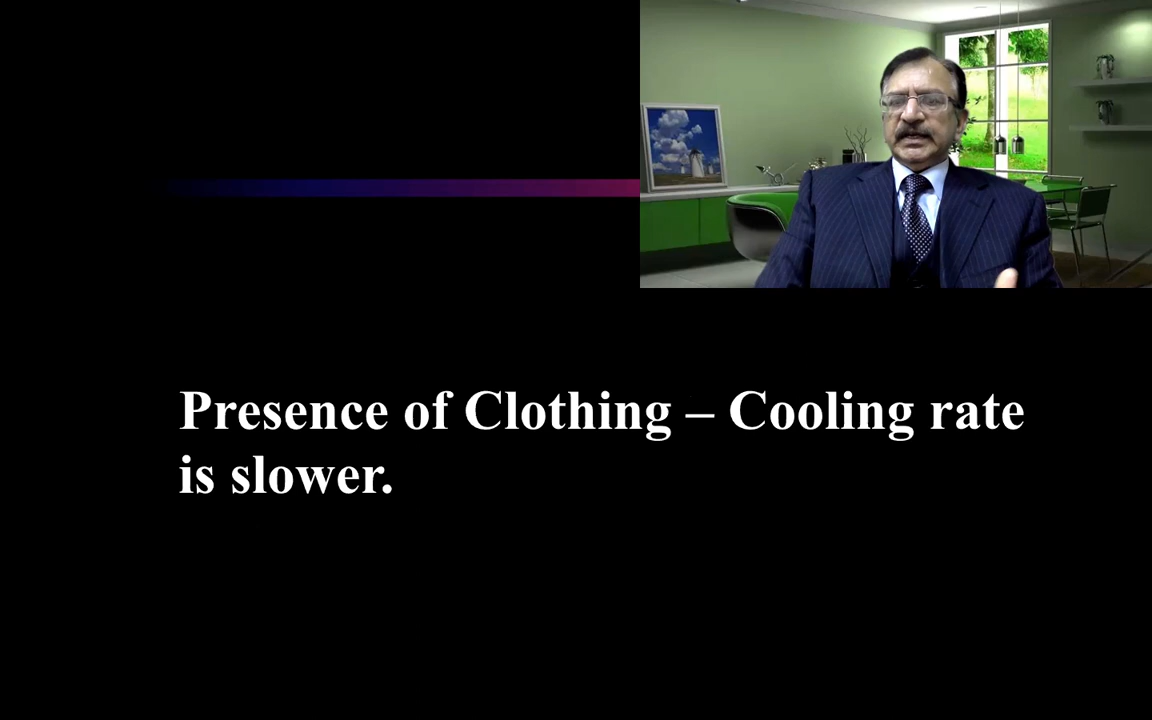 Presence of Clothing – Cooling rate
is slower.